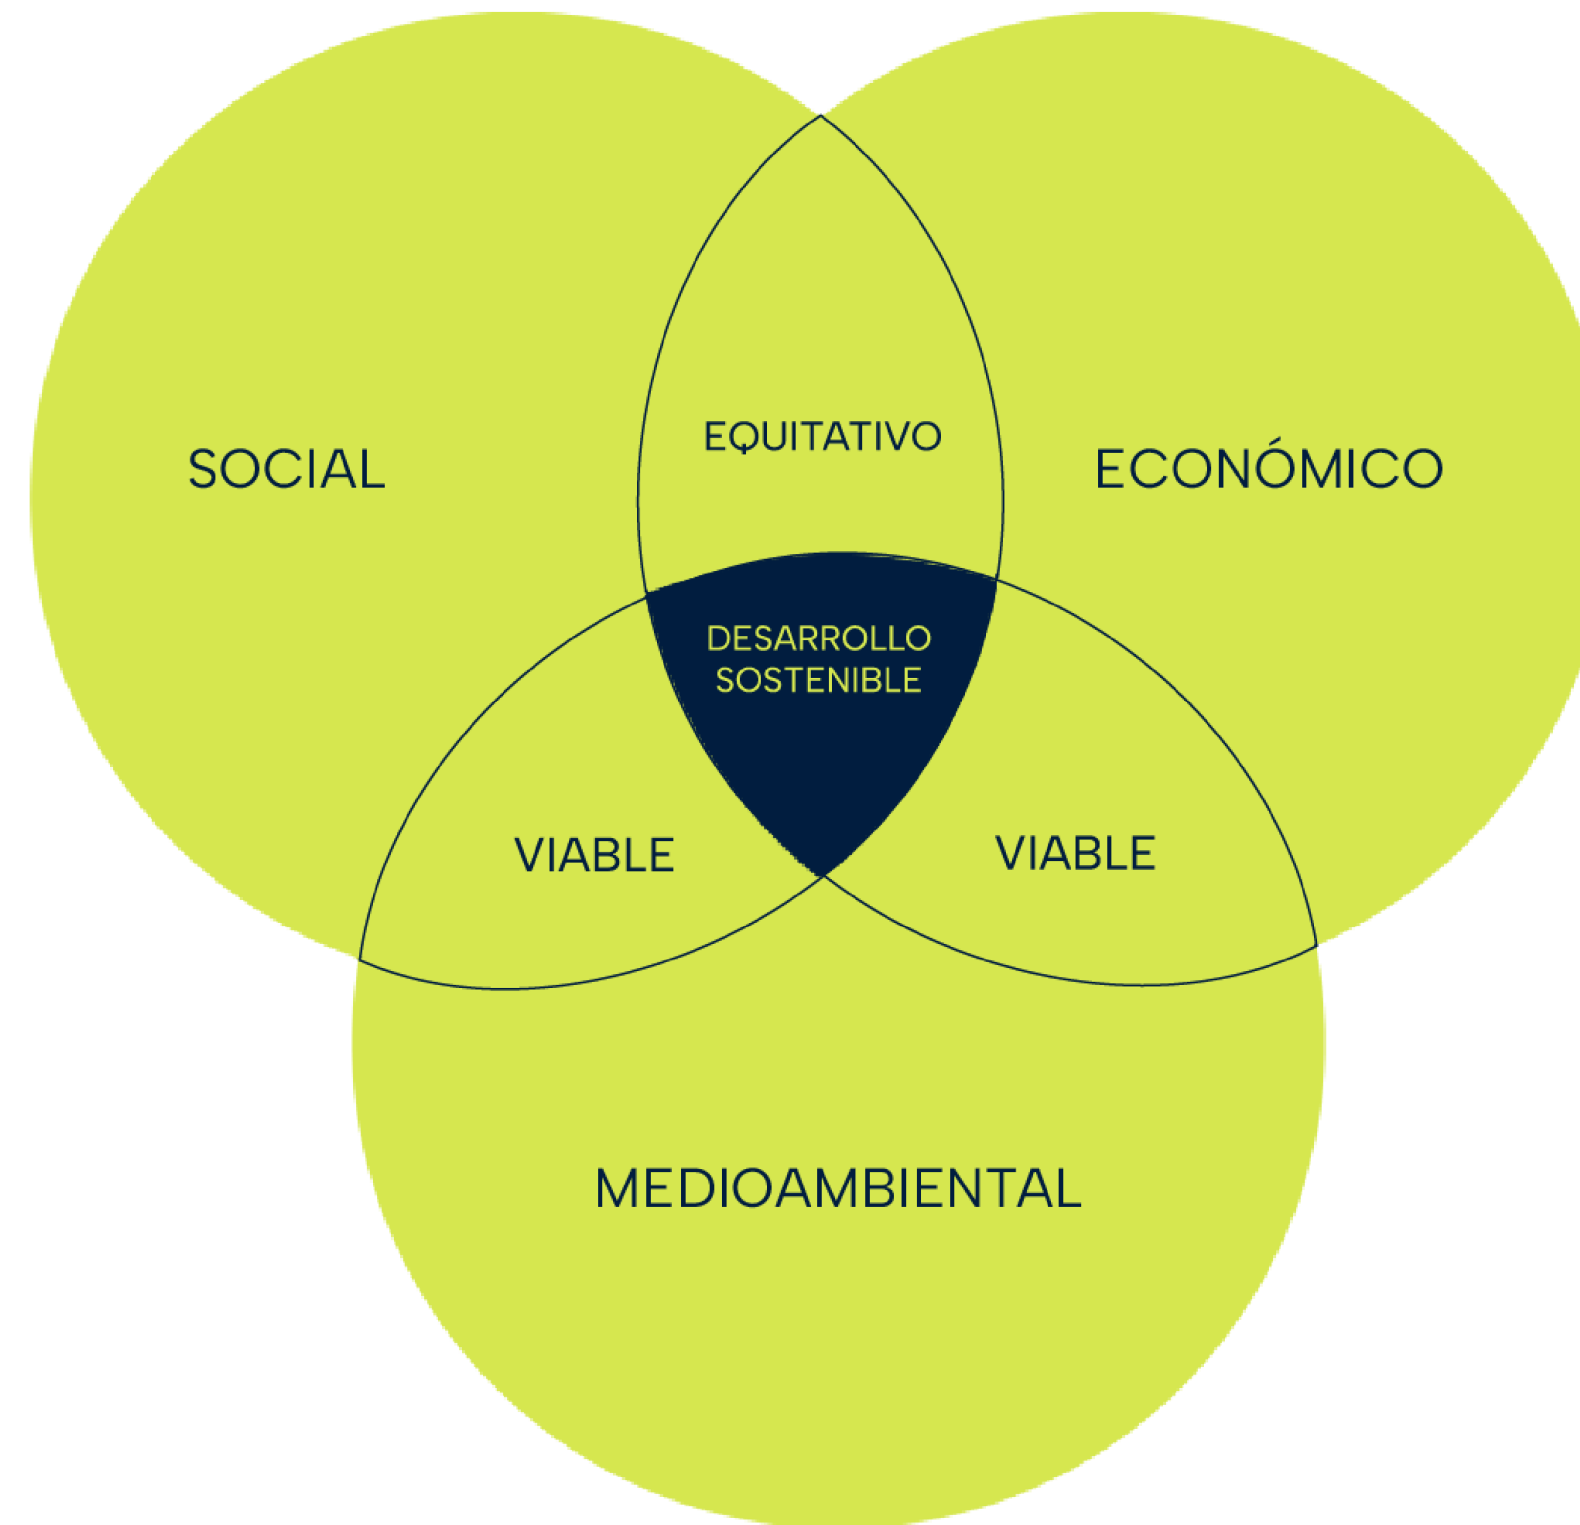 EQUITATIVO
SOCIAL
ECONÓMICO
DESARROLLO
SOSTENIBLE
VIABLE
VIABLE
MEDIOAMBIENTAL